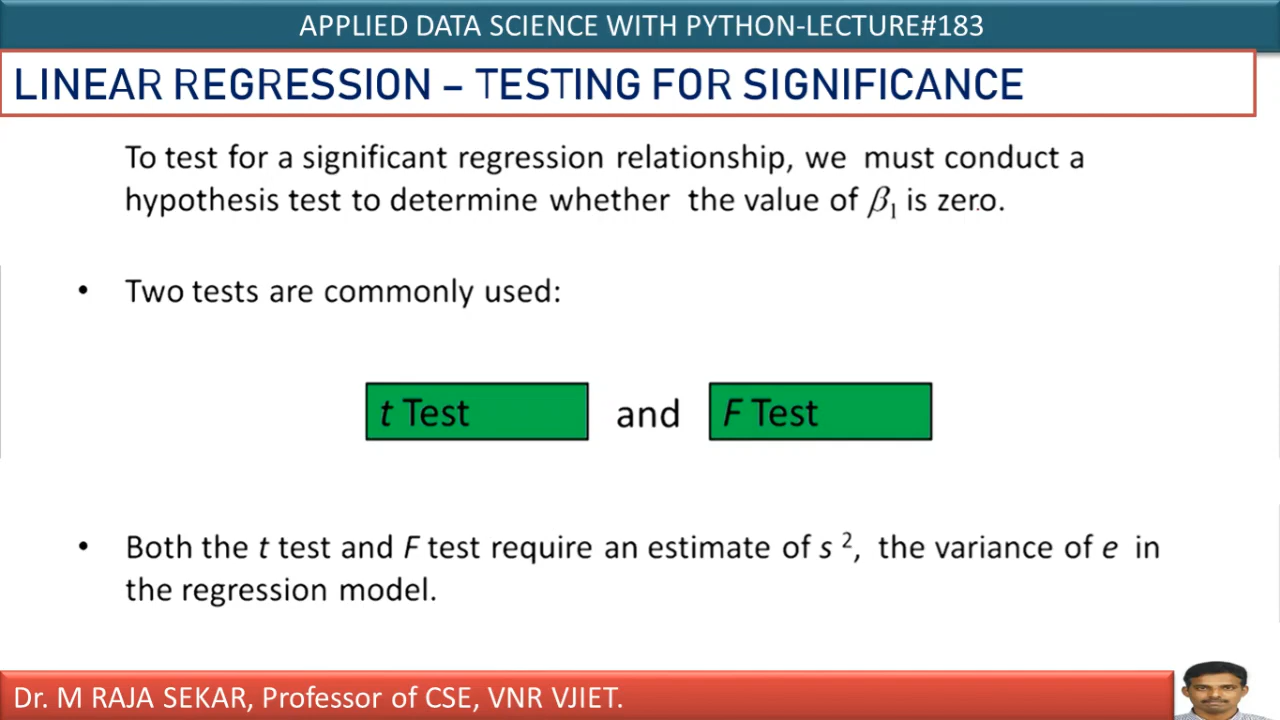 APPLIED DATA SCIENCE WITH PYTHON-LECTURE#183
LINEAR REGRESSION – TESTING FOR SIGNIFICANCE
To test for a significant regression relationship, we must conduct a
hypothesis test to determine whether the value of β₁ is zero.
• Two tests are commonly used:
t Test and F Test
• Both the t test and F test require an estimate of s ², the variance of e in
the regression model.
Dr. M RAJA SEKAR, Professor of CSE, VNR VJIET.